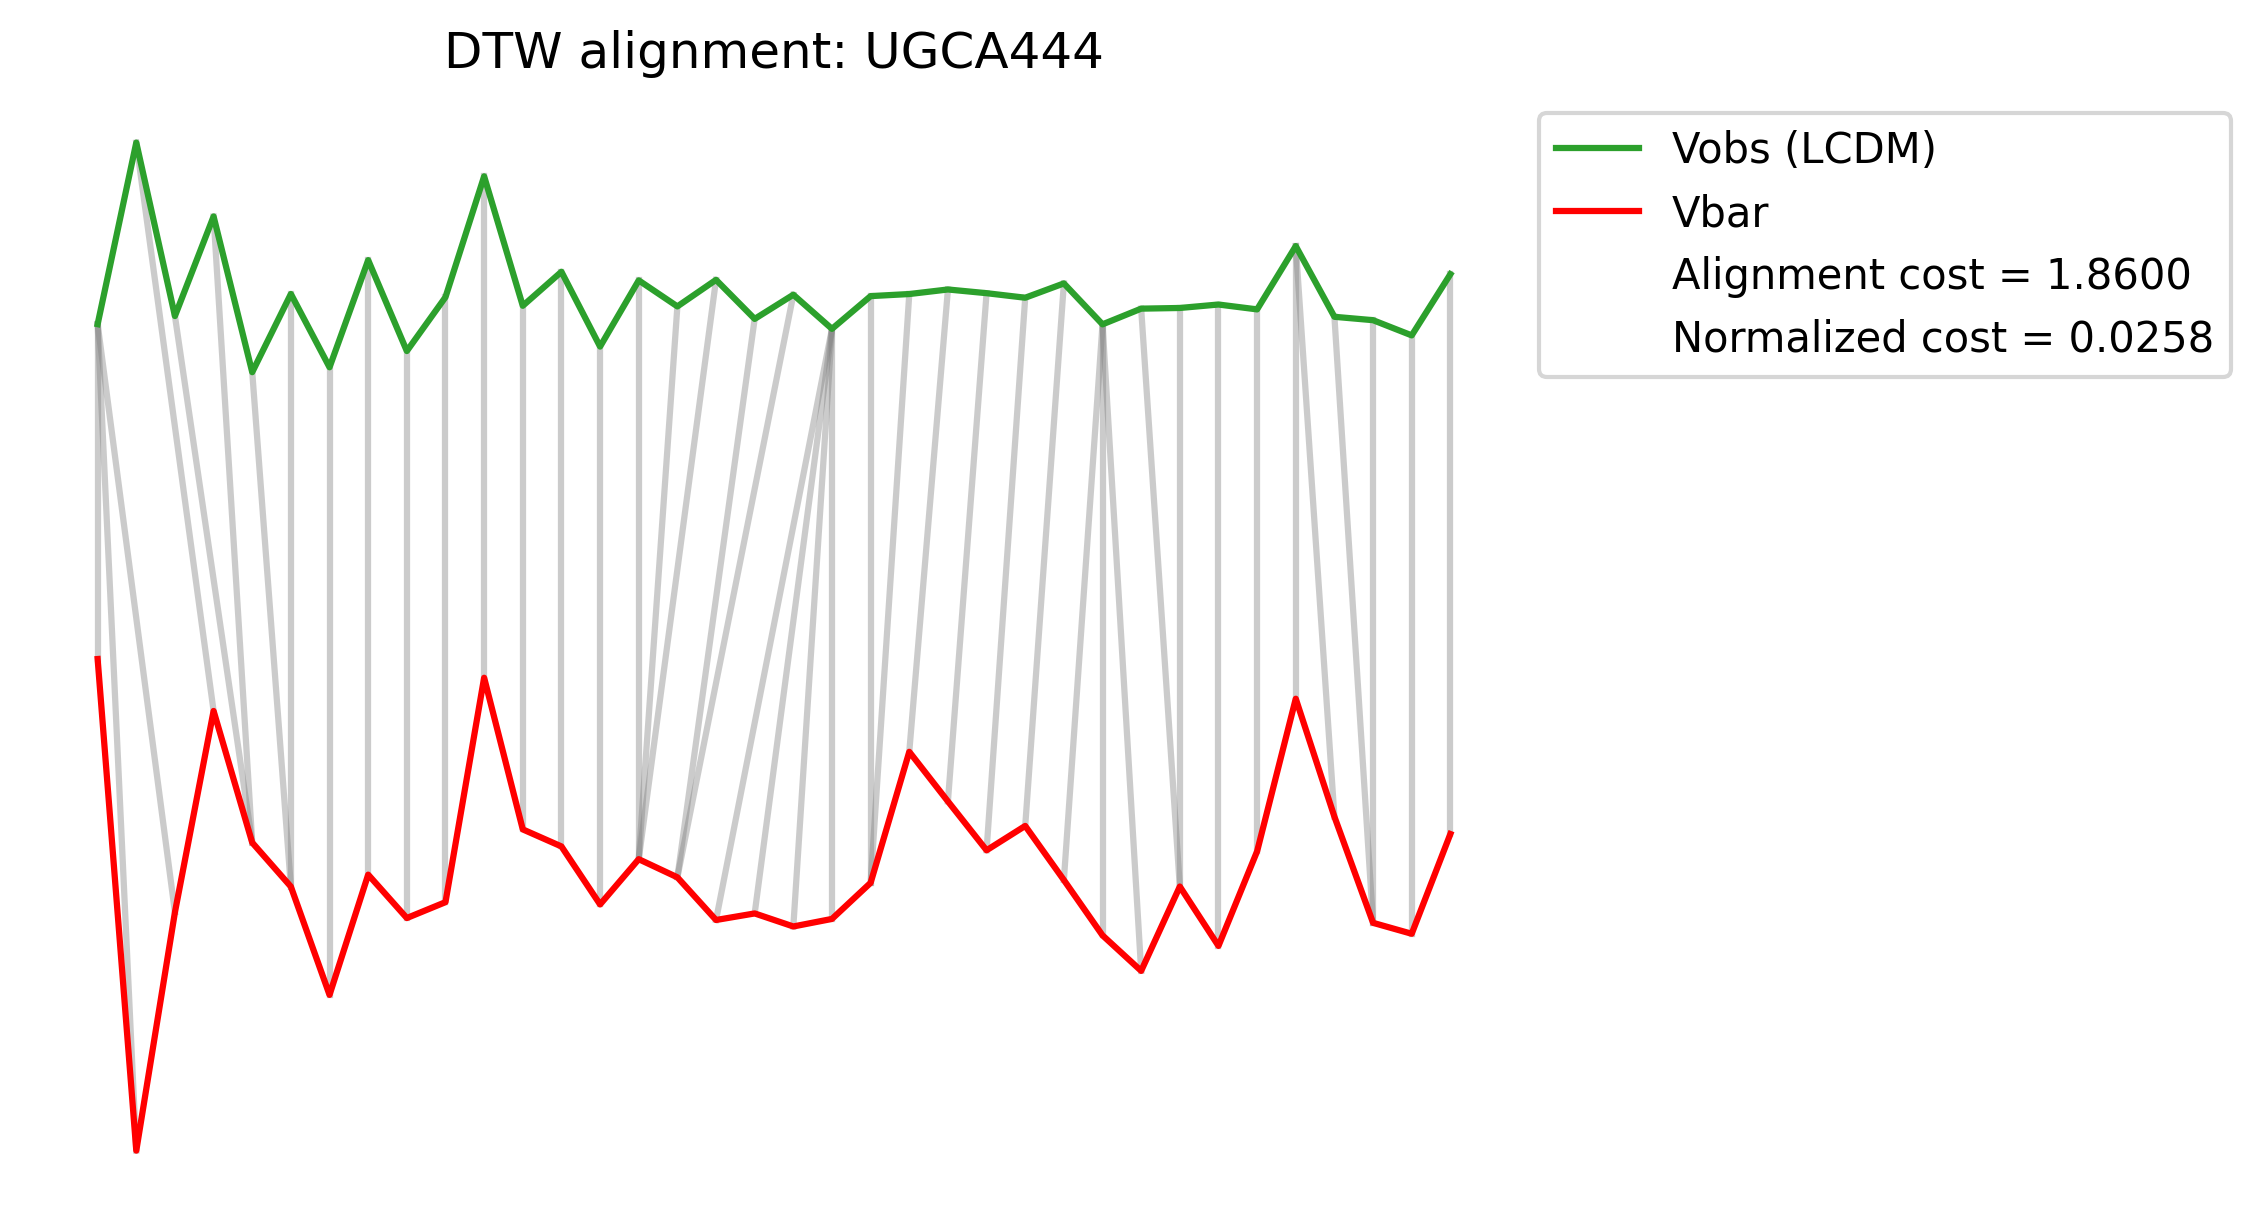 DTW alignment: UGCA444
Vobs (LCDM)
Vbar
Alignment cost = 1.8600
Normalized cost = 0.0258